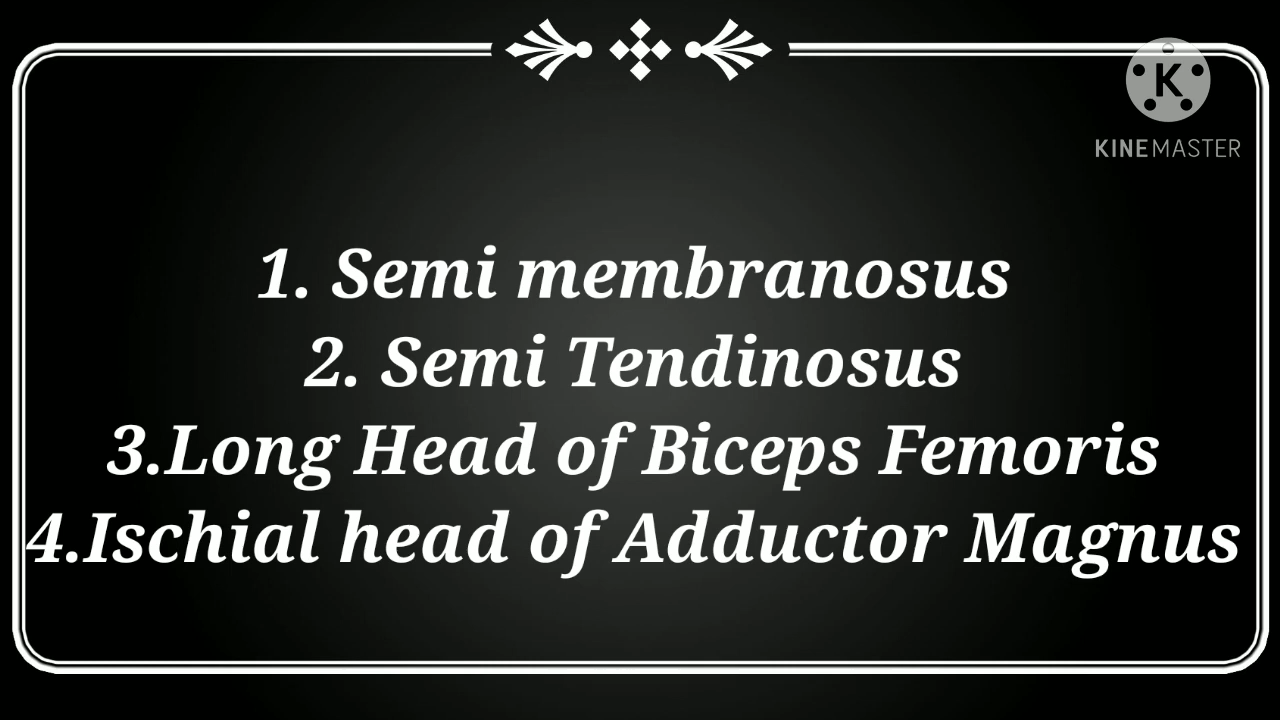 K
KINEMASTER
1. Semi membranosus
2. Semi Tendinosus
3.Long Head of Biceps Femoris
4.Ischial head of Adductor Magnus